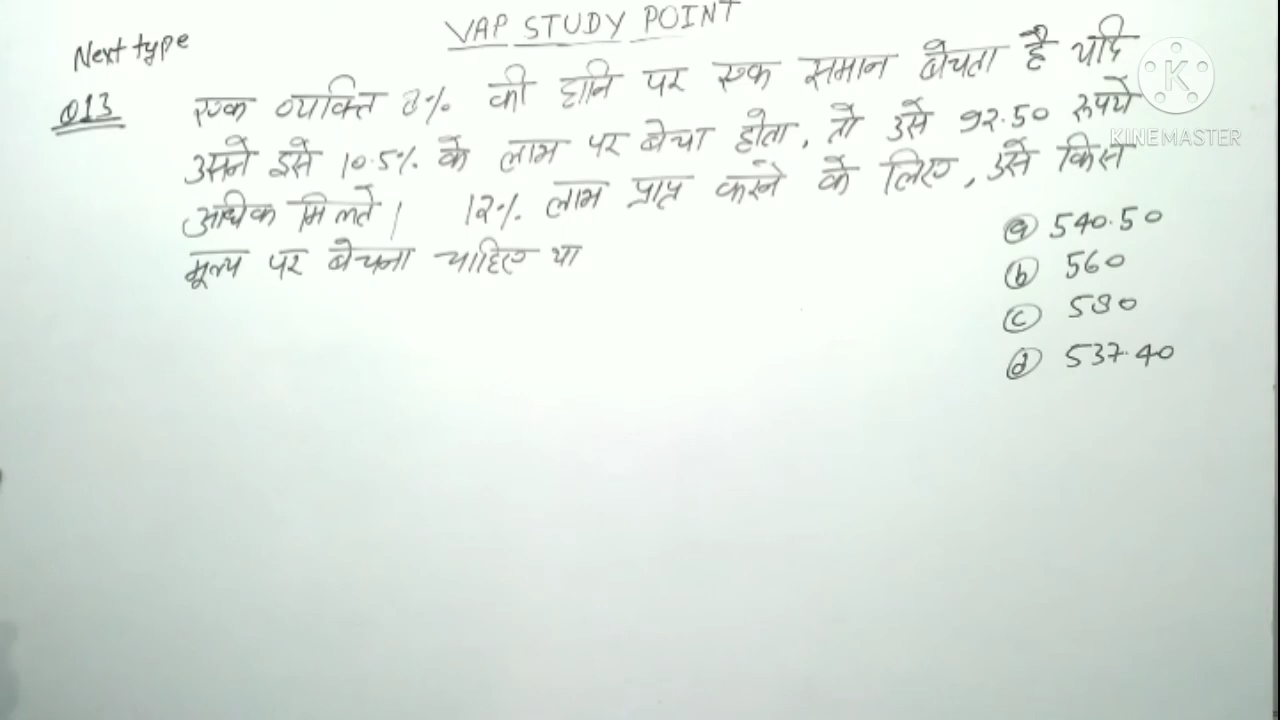 VAP STUDY POINT
Next type
Q13 एक व्यक्ति 8% की हानि पर एक समान बेचता है यदि
उसने इसे 10.5% के लाभ पर बेचा होता, तो उसे 92.50 रूपये
अधिक मिलते। 12% लाभ प्राप्त करने के लिए, उसे किस
मूल्य पर बेचना चाहिए था
(a) 540.50
(b) 560
(c) 580
(d) 537.40
K
KINEMASTER